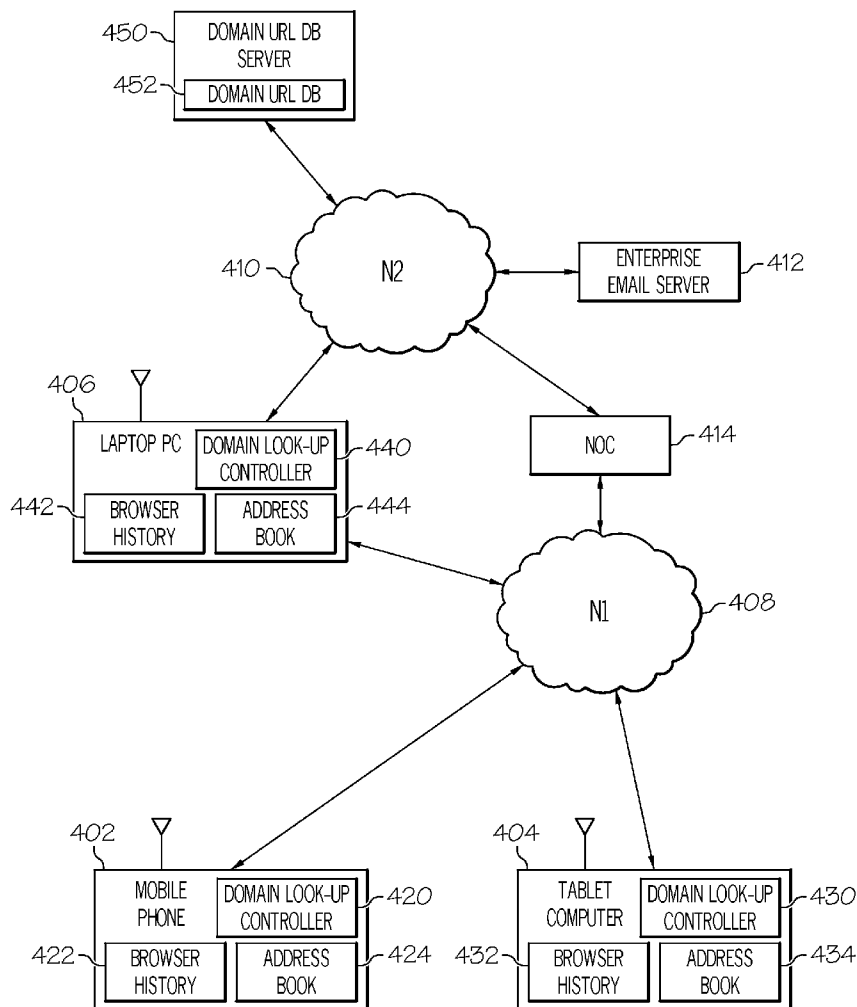 450
DOMAIN URL DB
SERVER
452
DOMAIN URL DB
410
N2
ENTERPRISE
EMAIL SERVER
412
406
LAPTOP PC
DOMAIN LOOK-UP
CONTROLLER
440
442
BROWSER
HISTORY
ADDRESS
BOOK
444
NOC
414
N1
408
402
MOBILE
PHONE
DOMAIN LOOK-UP
CONTROLLER
420
422
BROWSER
HISTORY
ADDRESS
BOOK
424
404
TABLET
COMPUTER
DOMAIN LOOK-UP
CONTROLLER
430
432
BROWSER
HISTORY
ADDRESS
BOOK
434